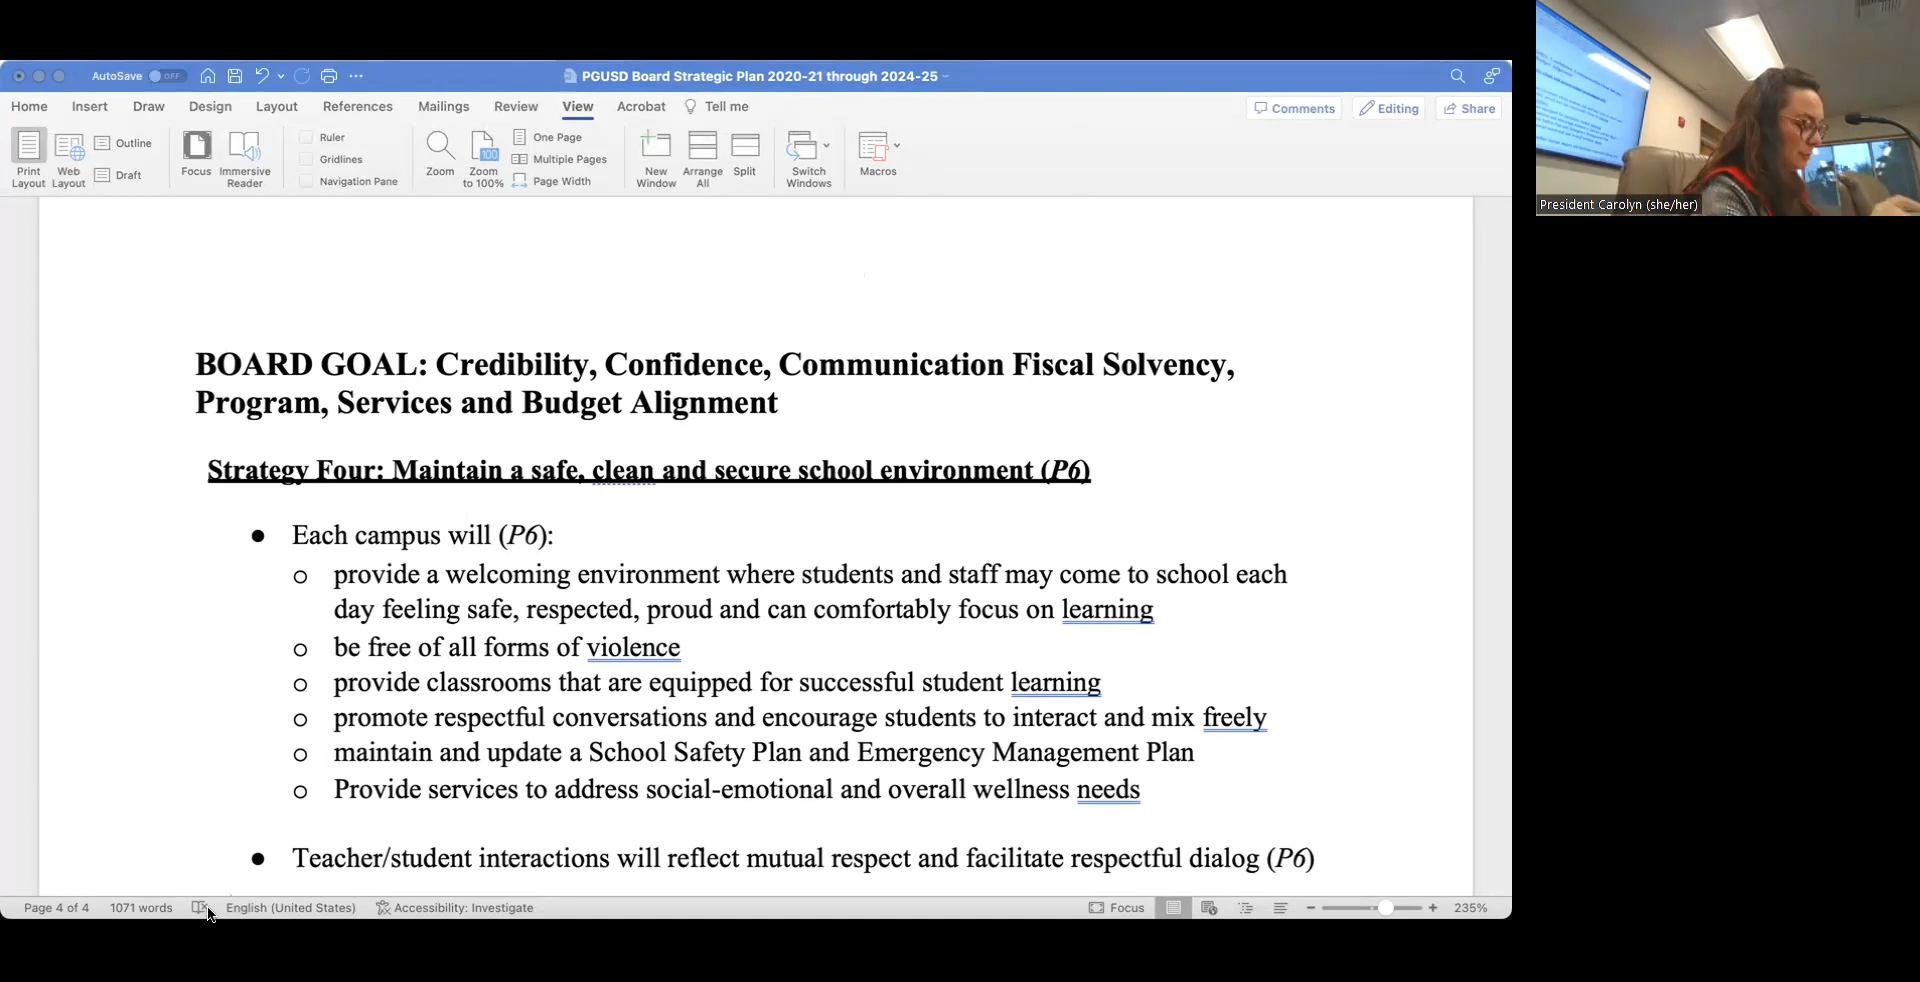 AutoSave OFF
PGUSD Board Strategic Plan 2020-21 through 2024-25
Home Insert Draw Design Layout References Mailings Review View Acrobat Tell me
Comments Editing Share
Print Layout
Web Layout
Outline
Draft
Focus
Immersive Reader
Ruler
Gridlines
Navigation Pane
Zoom
100
Zoom to 100%
One Page
Multiple Pages
Page Width
New Window
Arrange All
Split
Switch Windows
Macros
BOARD GOAL: Credibility, Confidence, Communication Fiscal Solvency,
Program, Services and Budget Alignment
Strategy Four: Maintain a safe, clean and secure school environment (P6)
● Each campus will (P6):
o provide a welcoming environment where students and staff may come to school each
day feeling safe, respected, proud and can comfortably focus on learning
o be free of all forms of violence
o provide classrooms that are equipped for successful student learning
o promote respectful conversations and encourage students to interact and mix freely
o maintain and update a School Safety Plan and Emergency Management Plan
o Provide services to address social-emotional and overall wellness needs
● Teacher/student interactions will reflect mutual respect and facilitate respectful dialog (P6)
Page 4 of 4 1071 words English (United States) Accessibility: Investigate Focus 235%
President Carolyn (she/her)